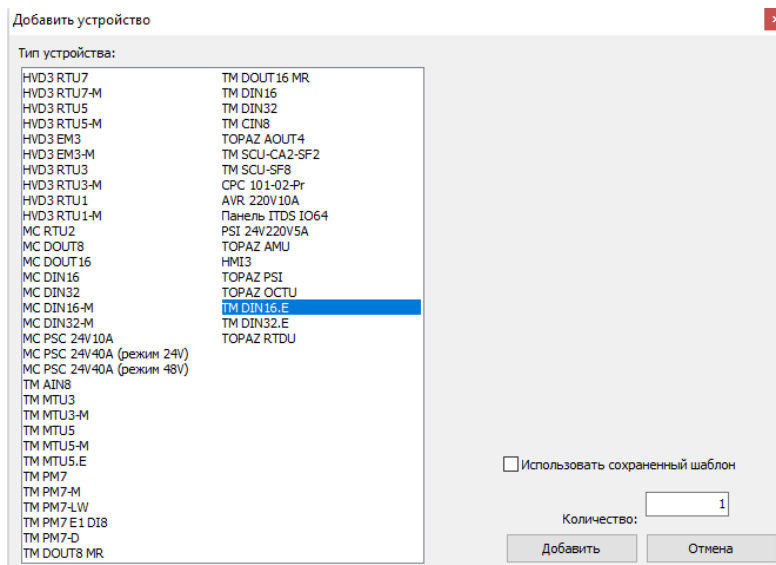 Добавить устройство
Тип устройства:
HVD3 RTU7
HVD3 RTU7-M
HVD3 RTU5
HVD3 RTU5-M
HVD3 EM3
HVD3 EM3-M
HVD3 RTU3
HVD3 RTU3-M
HVD3 RTU1
HVD3 RTU1-M
MC RTU2
MC DOUT8
MC DOUT16
MC DIN16
MC DIN32
MC DIN16-M
MC DIN32-M
MC PSC 24V10A
MC PSC 24V40A (режим 24V)
MC PSC 24V40A (режим 48V)
TM AIN8
TM MTU3
TM MTU3-M
TM MTU5
TM MTU5-M
TM MTU5.E
TM PM7
TM PM7-M
TM PM7-LW
TM PM7 E1 DI8
TM PM7-D
TM DOUT8 MR
TM DOUT16 MR
TM DIN16
TM DIN32
TM CIN8
TOPAZ AOUT4
TM SCU-CA2-SF2
TM SCU-SF8
CPC 101-02-Pr
AVR 220V10A
Панель ITDS IO64
PSI 24V220V5A
TOPAZ AMU
HMI3
TOPAZ PSI
TOPAZ OCTU
TM DIN16.E
TM DIN32.E
TOPAZ RTDU
Использовать сохраненный шаблон
Количество: 1
Добавить Отмена